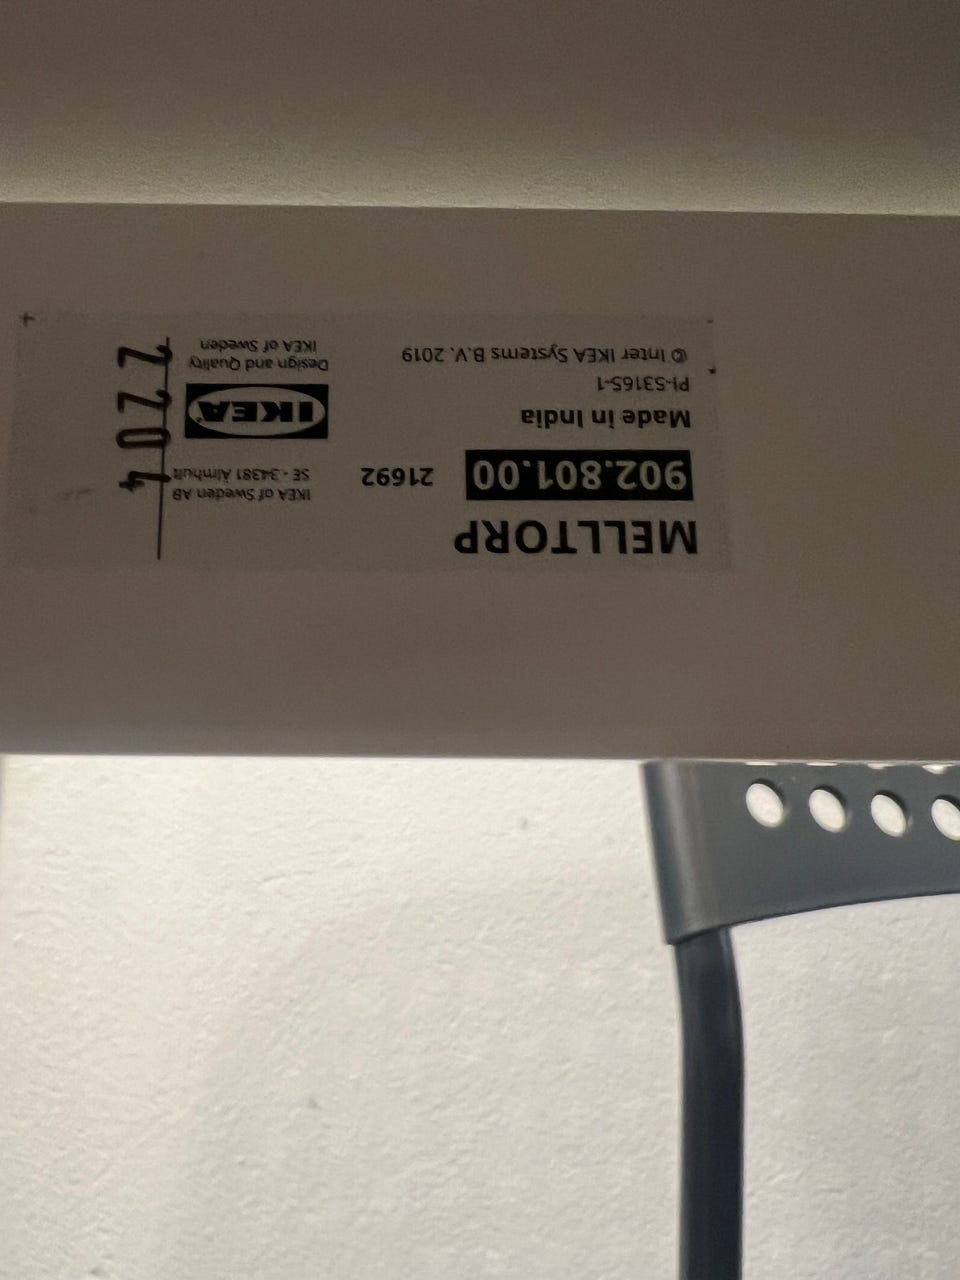 MELLTORP
902.801.00 21692
Made in India
PI-53165-1
© Inter IKEA Systems B.V. 2019
IKEA of Sweden AB
SE - 34381 Älmhult
IKEA
Design and Quality
IKEA of Sweden
2204